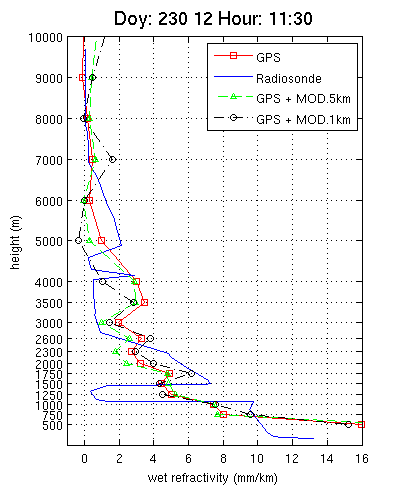 Doy: 230 12 Hour: 11:30
GPS
Radiosonde
GPS + MOD.5km
GPS + MOD.1km
height (m)
10000
9000
8000
7000
6000
5000
4000
3500
3000
2600
2300
2000
1750
1500
1250
1000
750
500
0 2 4 6 8 10 12 14 16
wet refractivity (mm/km)